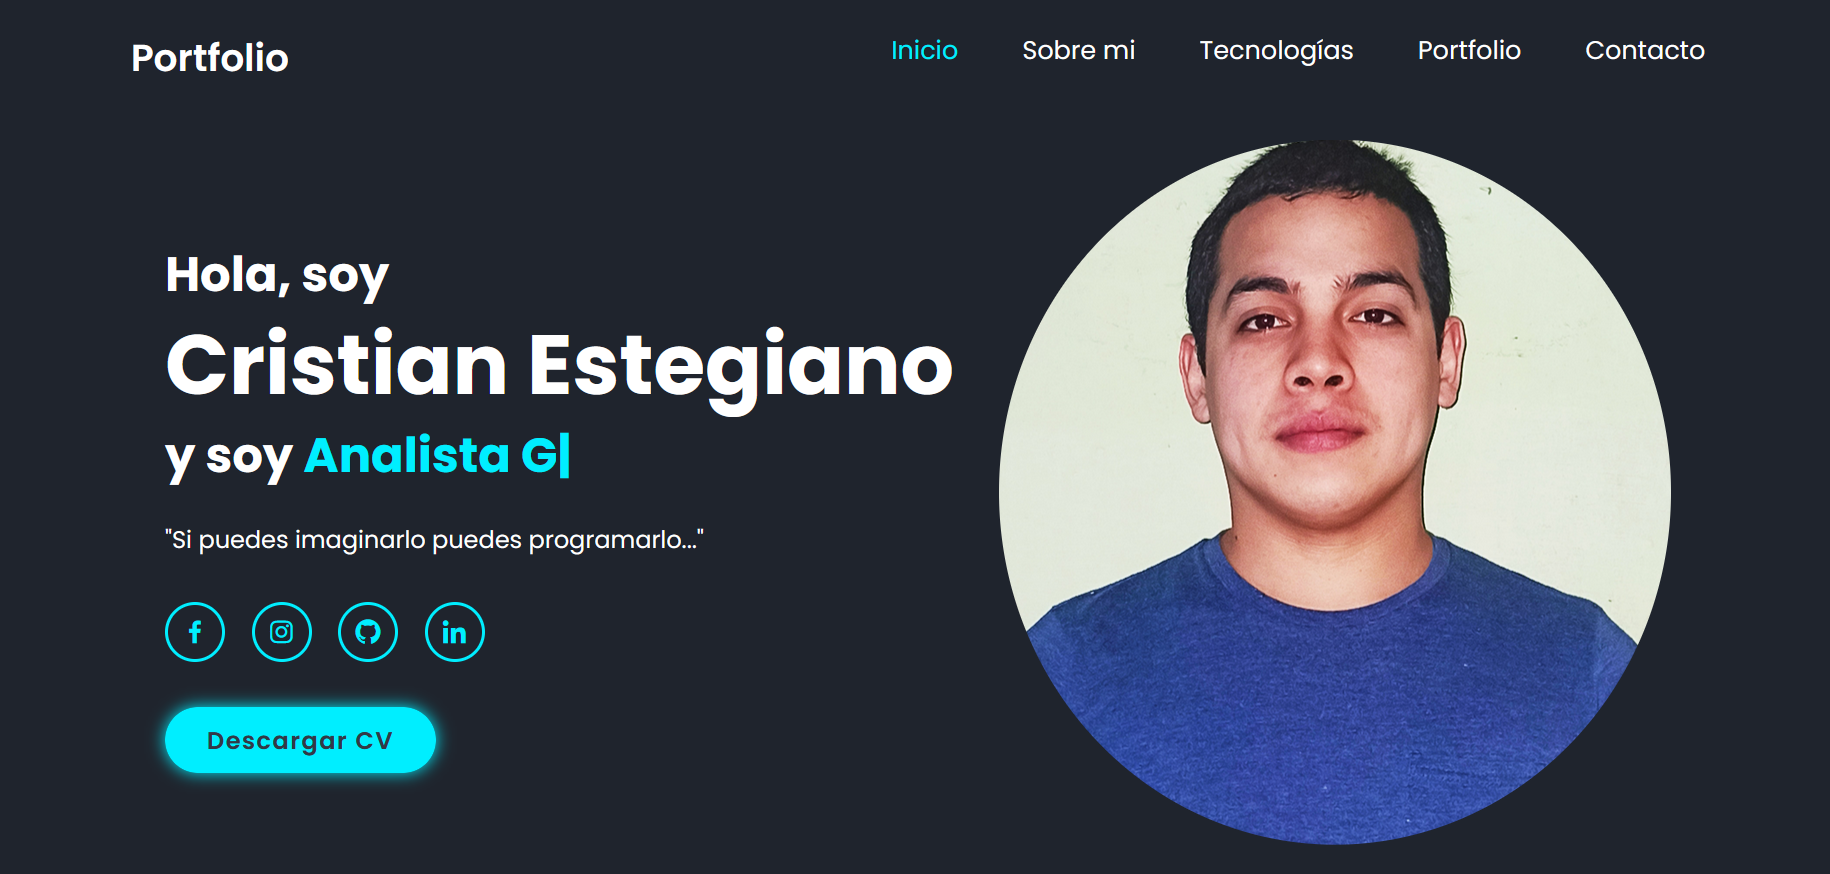 Portfolio
Inicio Sobre mi Tecnologías Portfolio Contacto
Hola, soy
Cristian Estegiano
y soy Analista G|
"Si puedes imaginarlo puedes programarlo..."
Descargar CV